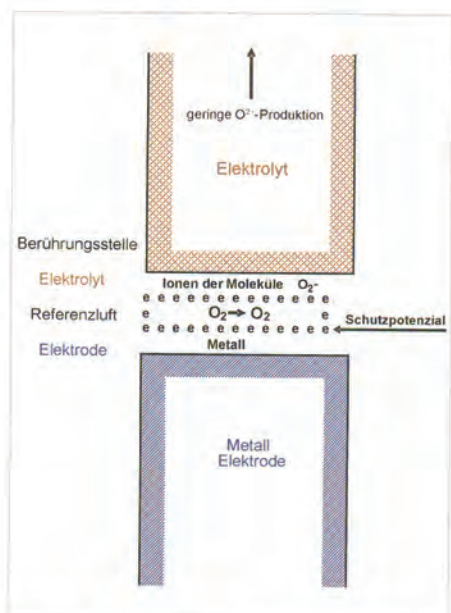 geringe O²⁻-Produktion
Elektrolyt
Berührungsstelle
Elektrolyt
Referenzluft
Elektrode
Ionen der Moleküle O₂-
e e e e e e e e e e e e e
e O₂ → O₂ e
e e e e e e e e e e e e e
Schutzpotenzial
Metall
Metall
Elektrode